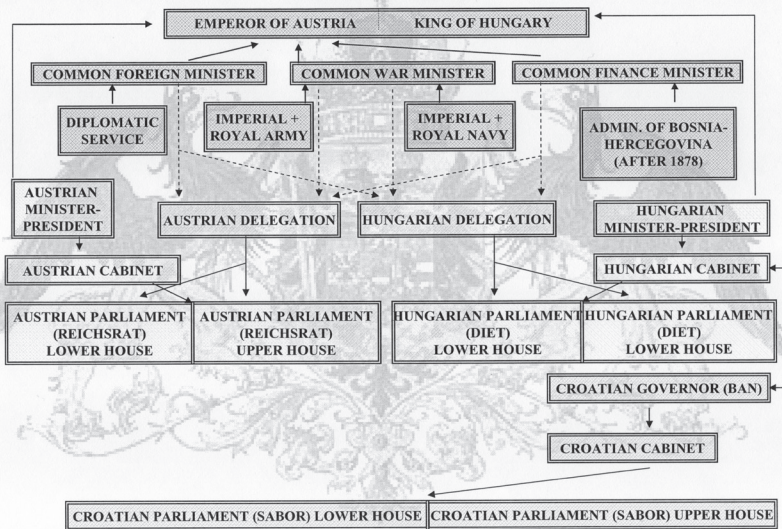 EMPEROR OF AUSTRIA
KING OF HUNGARY
COMMON FOREIGN MINISTER
COMMON WAR MINISTER
COMMON FINANCE MINISTER
DIPLOMATIC
SERVICE
IMPERIAL +
ROYAL ARMY
IMPERIAL +
ROYAL NAVY
ADMIN. OF BOSNIA-
HERCEGOVINA
(AFTER 1878)
AUSTRIAN
MINISTER-
PRESIDENT
AUSTRIAN DELEGATION
HUNGARIAN DELEGATION
HUNGARIAN
MINISTER-PRESIDENT
AUSTRIAN CABINET
HUNGARIAN CABINET
AUSTRIAN PARLIAMENT
(REICHSRAT)
LOWER HOUSE
AUSTRIAN PARLIAMENT
(REICHSRAT)
UPPER HOUSE
HUNGARIAN PARLIAMENT
(DIET)
LOWER HOUSE
HUNGARIAN PARLIAMENT
(DIET)
LOWER HOUSE
CROATIAN GOVERNOR (BAN)
CROATIAN CABINET
CROATIAN PARLIAMENT (SABOR) LOWER HOUSE
CROATIAN PARLIAMENT (SABOR) UPPER HOUSE